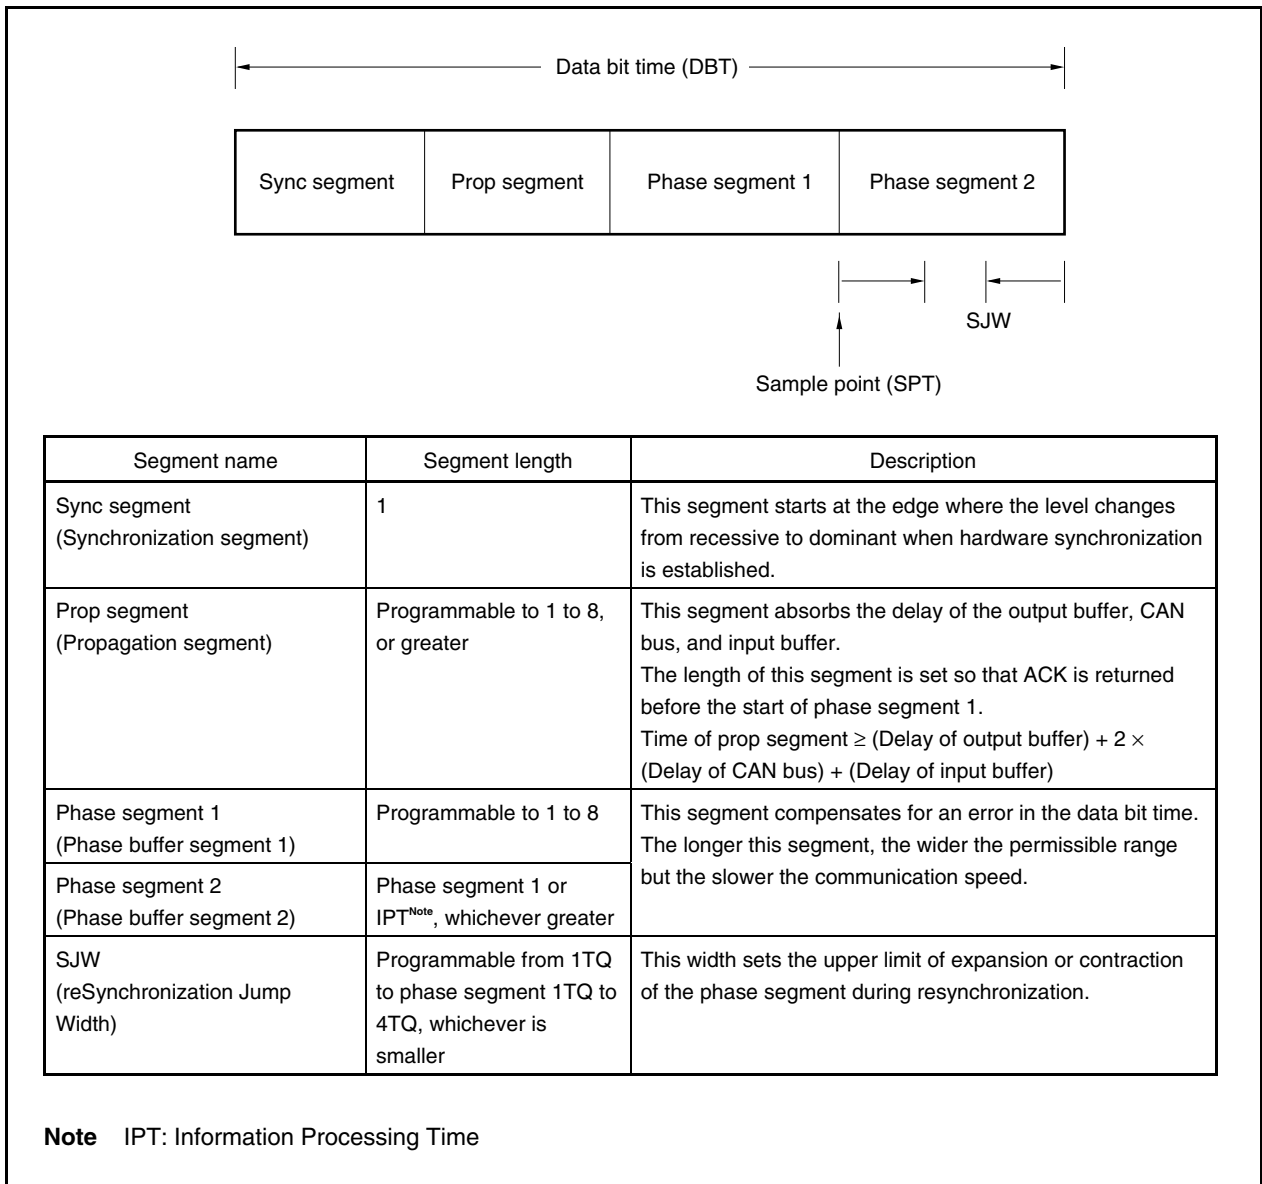 Data bit time (DBT)
Sync segment
Prop segment
Phase segment 1
Phase segment 2
SJW
Sample point (SPT)
Segment name
Segment length
Description
Sync segment
(Synchronization segment)
1
This segment starts at the edge where the level changes
from recessive to dominant when hardware synchronization
is established.
Prop segment
(Propagation segment)
Programmable to 1 to 8,
or greater
This segment absorbs the delay of the output buffer, CAN
bus, and input buffer.
The length of this segment is set so that ACK is returned
before the start of phase segment 1.
Time of prop segment ≥ (Delay of output buffer) + 2 ×
(Delay of CAN bus) + (Delay of input buffer)
Phase segment 1
(Phase buffer segment 1)
Programmable to 1 to 8
This segment compensates for an error in the data bit time.
The longer this segment, the wider the permissible range
but the slower the communication speed.
Phase segment 2
(Phase buffer segment 2)
Phase segment 1 or
IPTNote, whichever greater
SJW
(reSynchronization Jump
Width)
Programmable from 1TQ
to phase segment 1TQ to
4TQ, whichever is
smaller
This width sets the upper limit of expansion or contraction
of the phase segment during resynchronization.
Note IPT: Information Processing Time